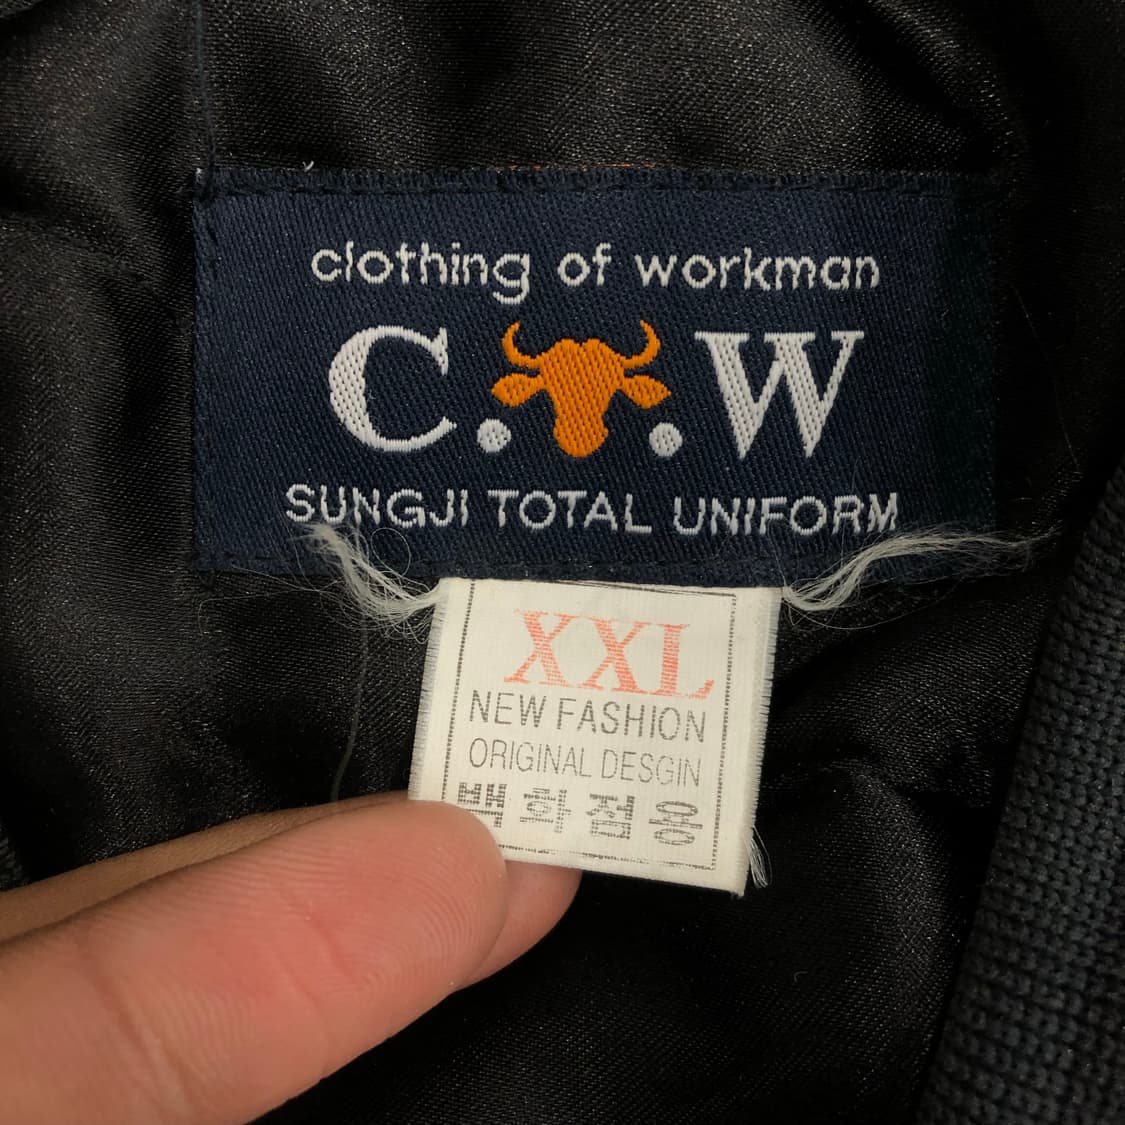 clothing of workman
C. .W
SUNGJI TOTAL UNIFORM
XXL
NEW FASHION
ORIGINAL DESGIN
백화점용